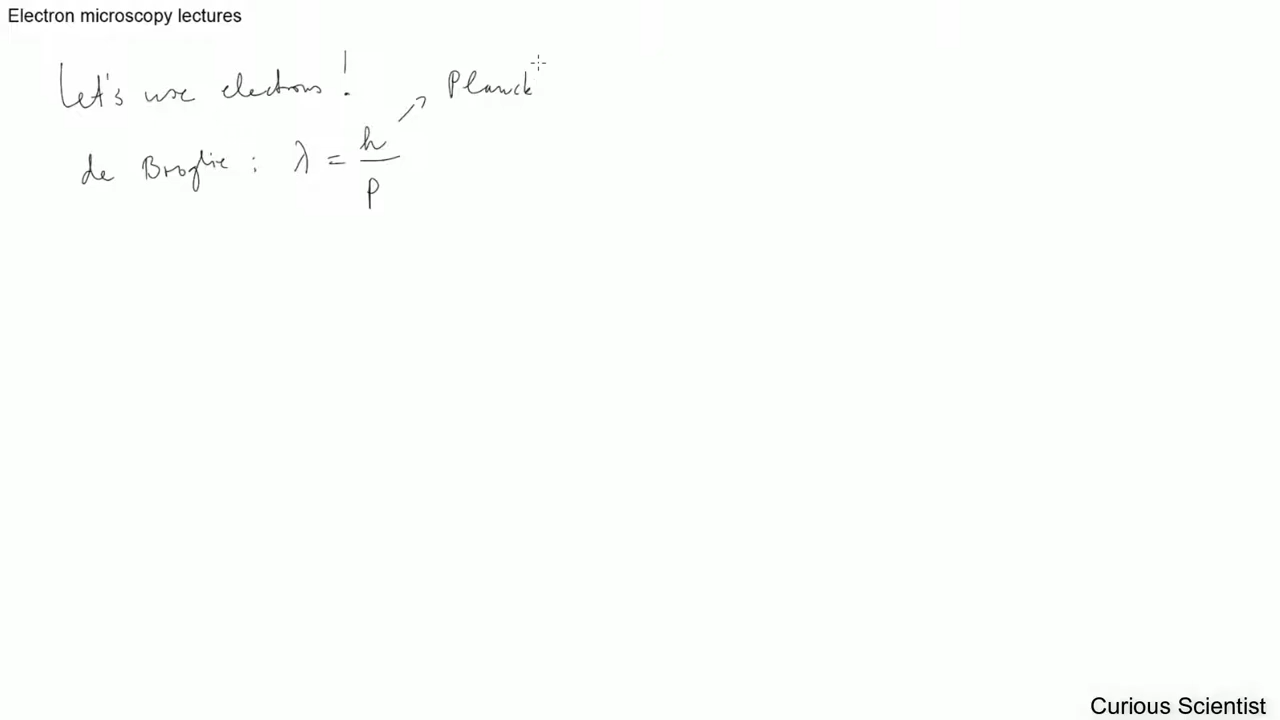 Electron microscopy lectures
Let's use electrons!
Planck
de Broglie: λ = h/p
Curious Scientist